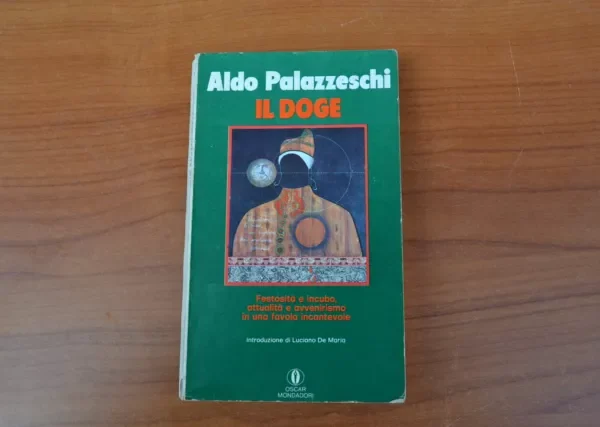 Aldo Palazzeschi
IL DOGE
Festosità e incubo,
attualità e avvenirismo
in una favola incantevole
Introduzione di Luciano De Maria
OSCAR
MONDADORI